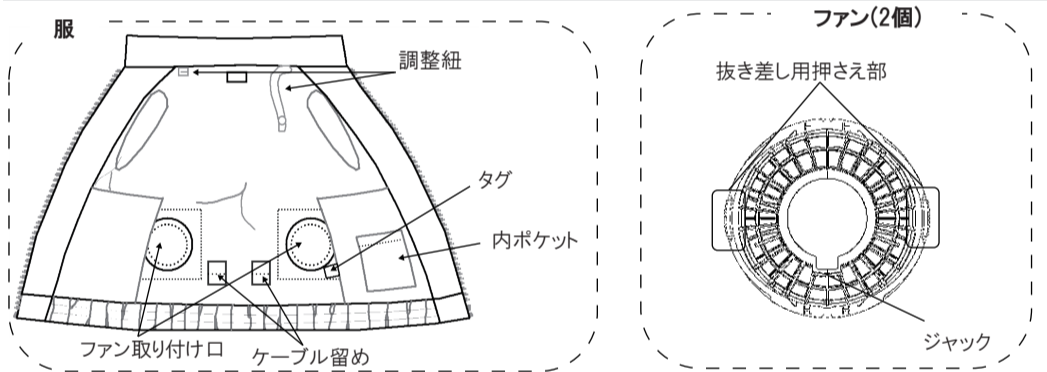 服
調整紐
タグ
内ポケット
ファン取り付け口
ケーブル留め
ファン(2個)
抜き差し用押さえ部
ジャック